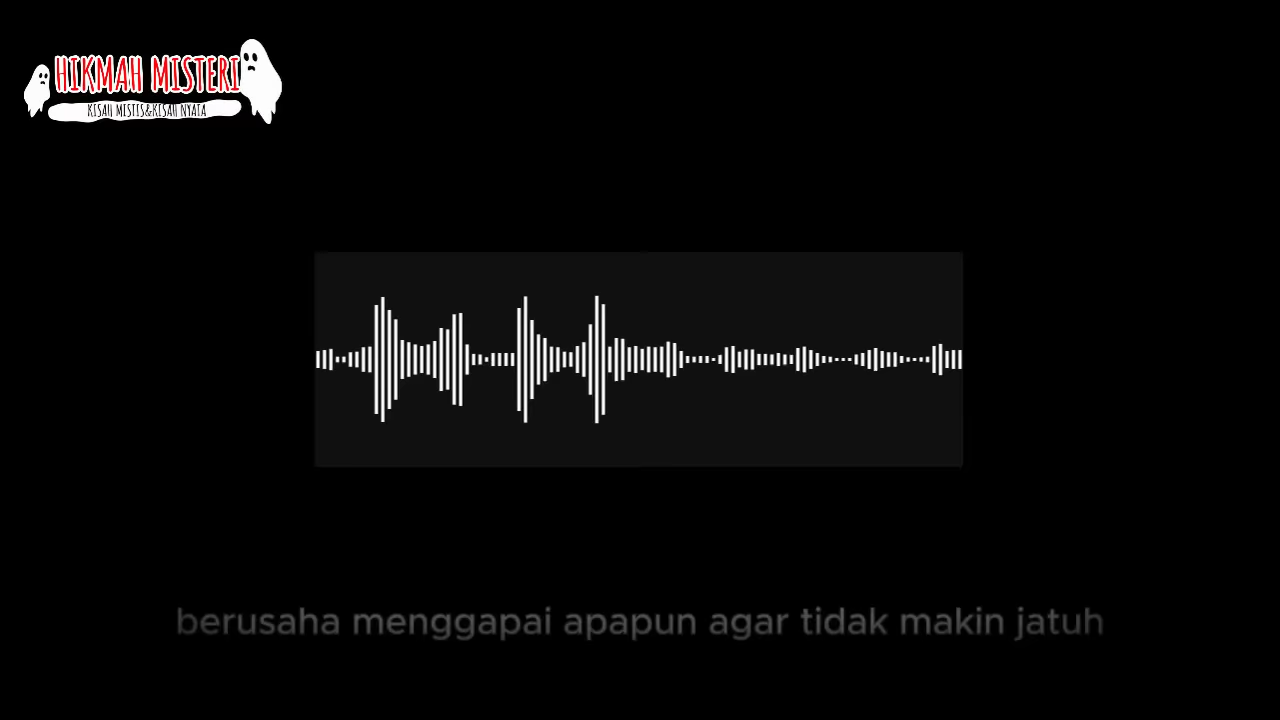 HIKMAH MISTERI
KISAH MISTIS&KISAH NYATA
berusaha menggapai apapun agar tidak makin jatuh